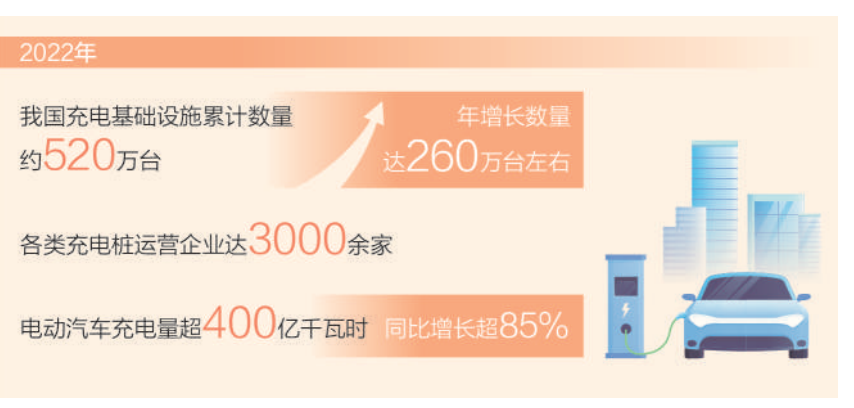 2022年
我国充电基础设施累计数量
约520万台
年增长数量
达260万台左右
各类充电桩运营企业达3000余家
电动汽车充电量超400亿千瓦时 同比增长超85%